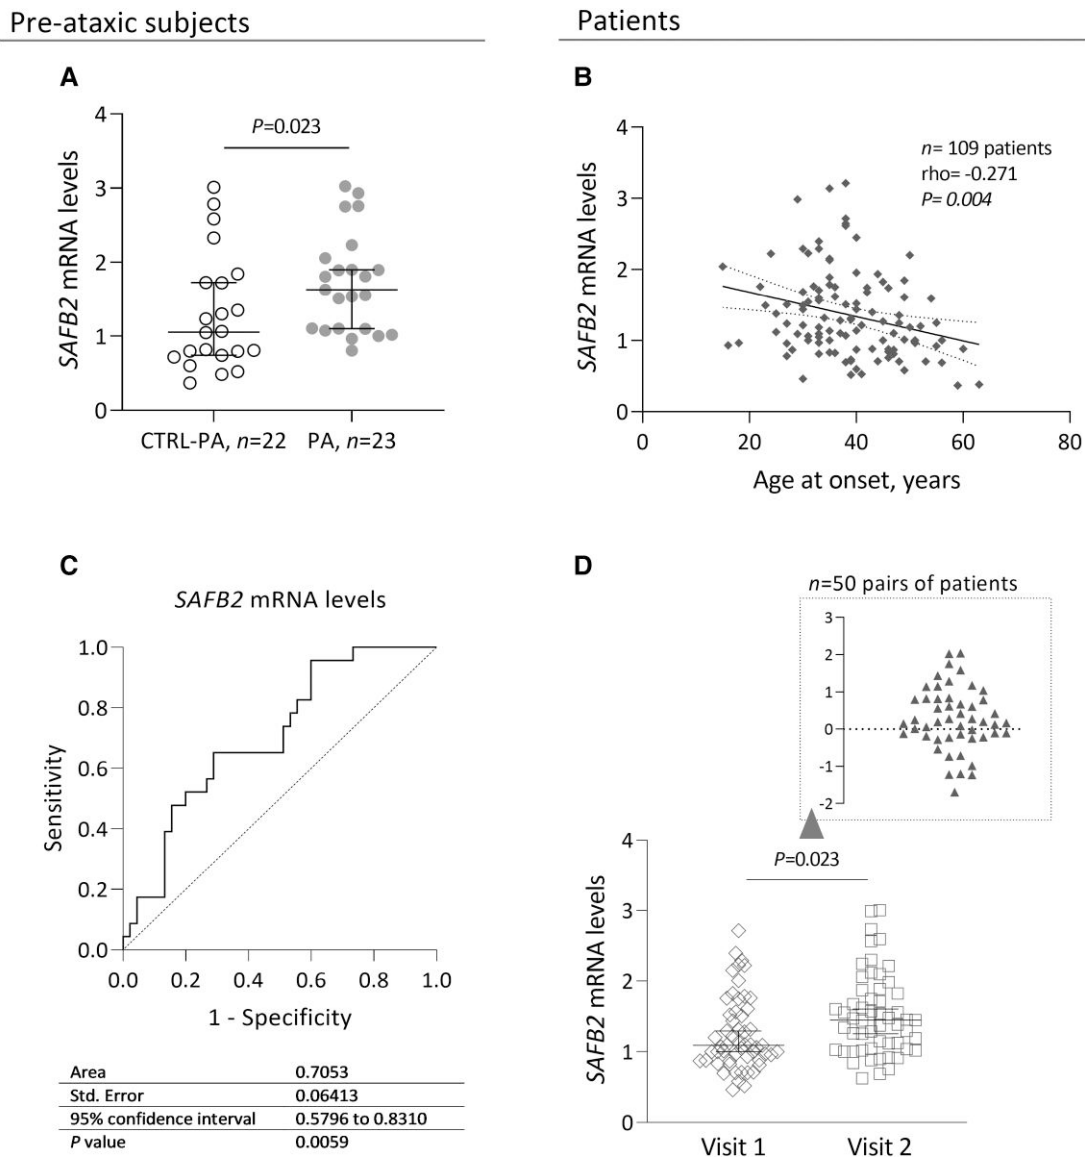 Pre-ataxic subjects
Patients
A
4
3
2
1
0
SAFB2 mRNA levels
P=0.023
CTRL-PA, n=22
PA, n=23
B
4
3
2
1
0
SAFB2 mRNA levels
n= 109 patients
rho= -0.271
P= 0.004
0 20 40 60 80
Age at onset, years
C
SAFB2 mRNA levels
1.0
0.8
0.6
0.4
0.2
0.0
Sensitivity
0.0 0.2 0.4 0.6 0.8 1.0
1 - Specificity
Area 0.7053
Std. Error 0.06413
95% confidence interval 0.5796 to 0.8310
P value 0.0059
D
n=50 pairs of patients
3
2
1
0
-1
-2
4
3
2
1
0
SAFB2 mRNA levels
P=0.023
Visit 1 Visit 2